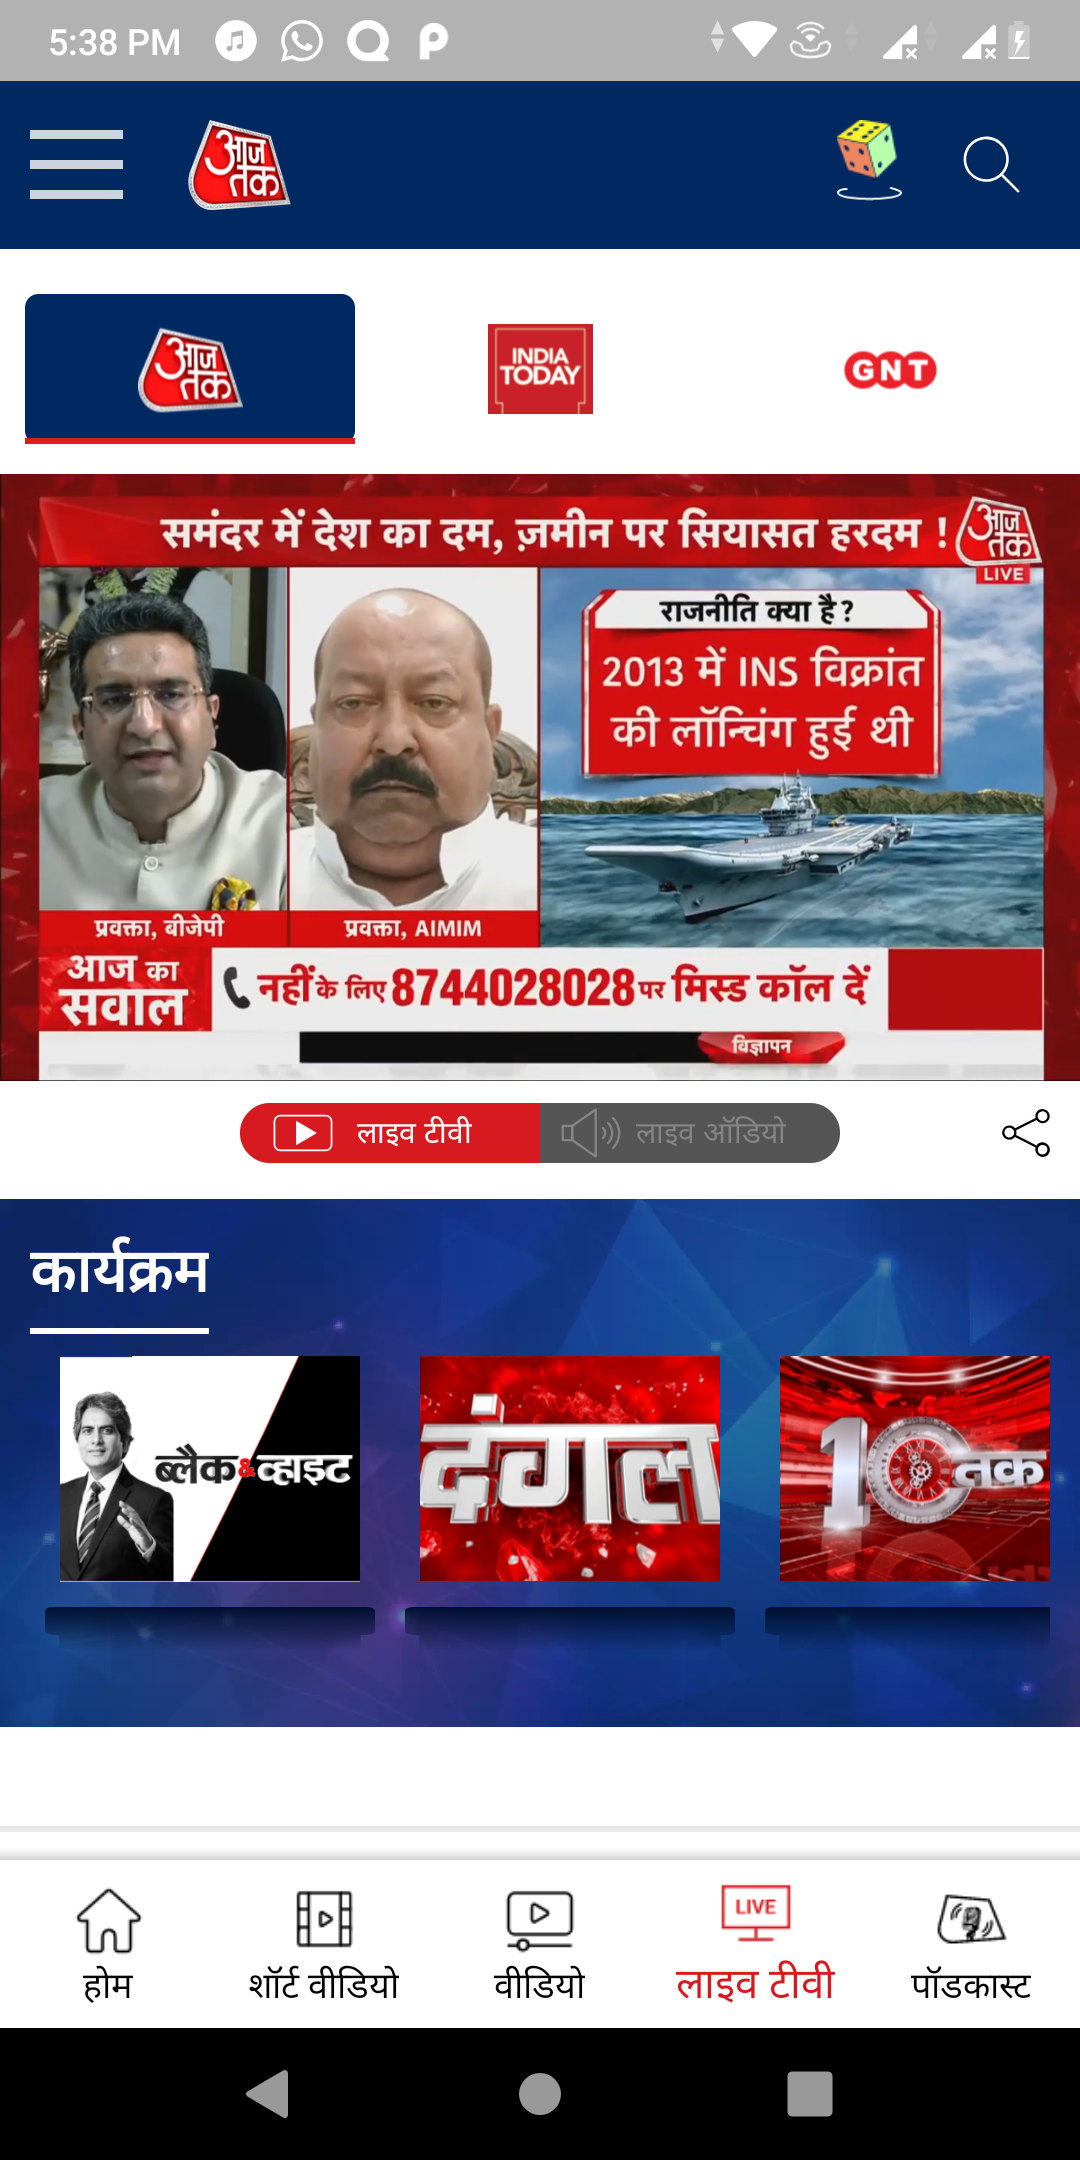 5:38 PM
आज
तक
आज
तक
INDIA
TODAY
GNT
समंदर में देश का दम, ज़मीन पर सियासत हरदम !
आज
तक
LIVE
राजनीति क्या है?
2013 में INS विक्रांत
की लॉन्चिंग हुई थी
प्रवक्ता, बीजेपी
प्रवक्ता, AIMIM
आज का
सवाल
नहीं के लिए 8744028028 पर मिस्ड कॉल दें
विज्ञापन
लाइव टीवी
लाइव ऑडियो
कार्यक्रम
ब्लैक&व्हाइट
दंगल
10तक
LIVE
होम
शॉर्ट वीडियो
वीडियो
लाइव टीवी
पॉडकास्ट